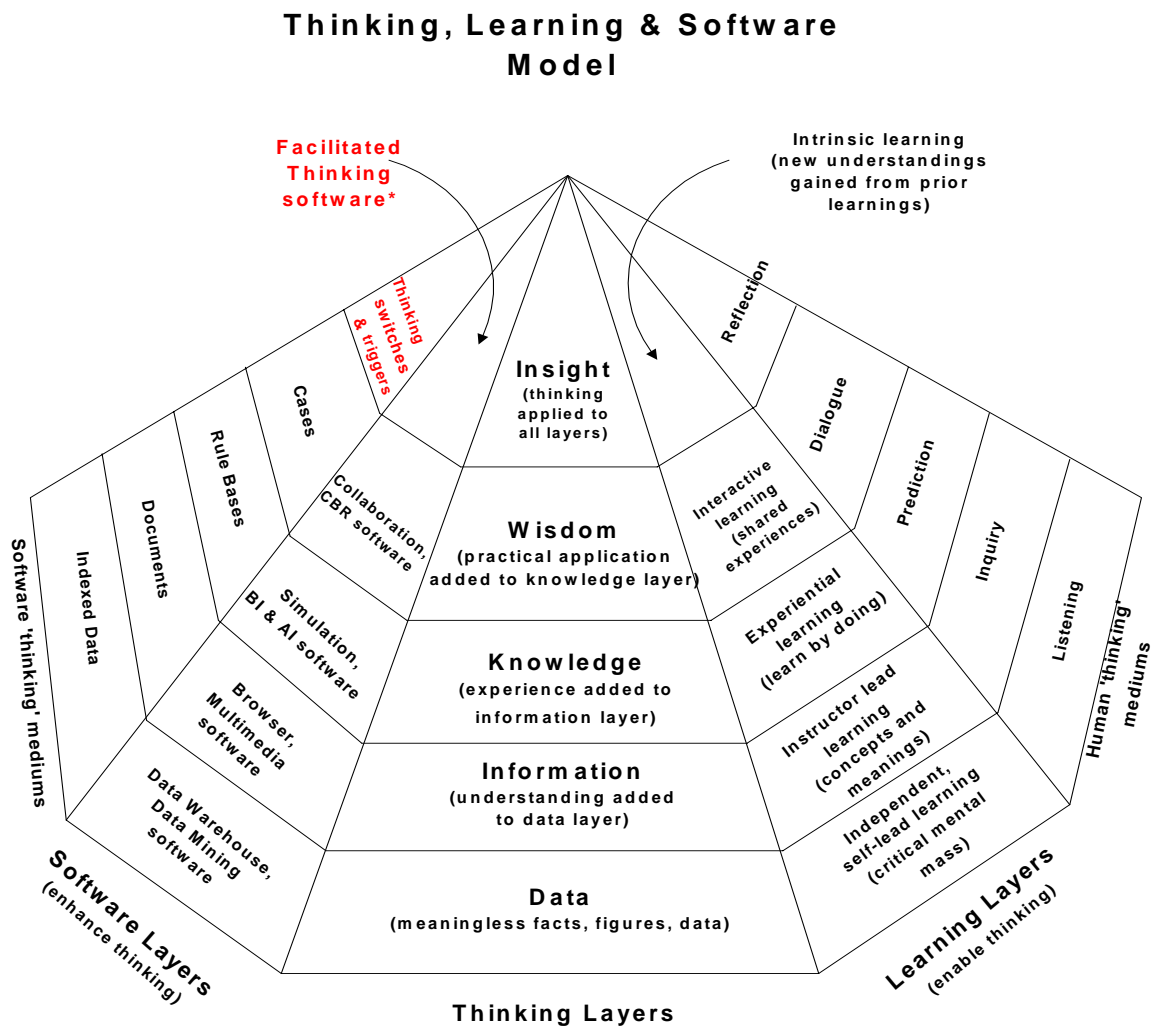 Thinking, Learning & Software
Model
Facilitated
Thinking
software*
Intrinsic learning
(new understandings
gained from prior
learnings)
Thinking
switches
& triggers
Cases
Rule Bases
Documents
Indexed Data
Software 'thinking' mediums
Collaboration,
CBR software
Simulation,
BI & AI software
Browser,
Multimedia
software
Data Warehouse,
Data Mining
software
Software Layers
(enhance thinking)
Insight
(thinking
applied to
all layers)
Wisdom
(practical application
added to knowledge layer)
Knowledge
(experience added to
information layer)
Information
(understanding added
to data layer)
Data
(meaningless facts, figures, data)
Thinking Layers
Reflection
Dialogue
Prediction
Inquiry
Listening
Human 'thinking'
mediums
Interactive
learning
(shared
experiences)
Experiential
learning
(learn by doing)
Instructor lead
learning
(concepts and
meanings)
Independent,
self-lead learning
(critical mental
mass)
Learning Layers
(enable thinking)